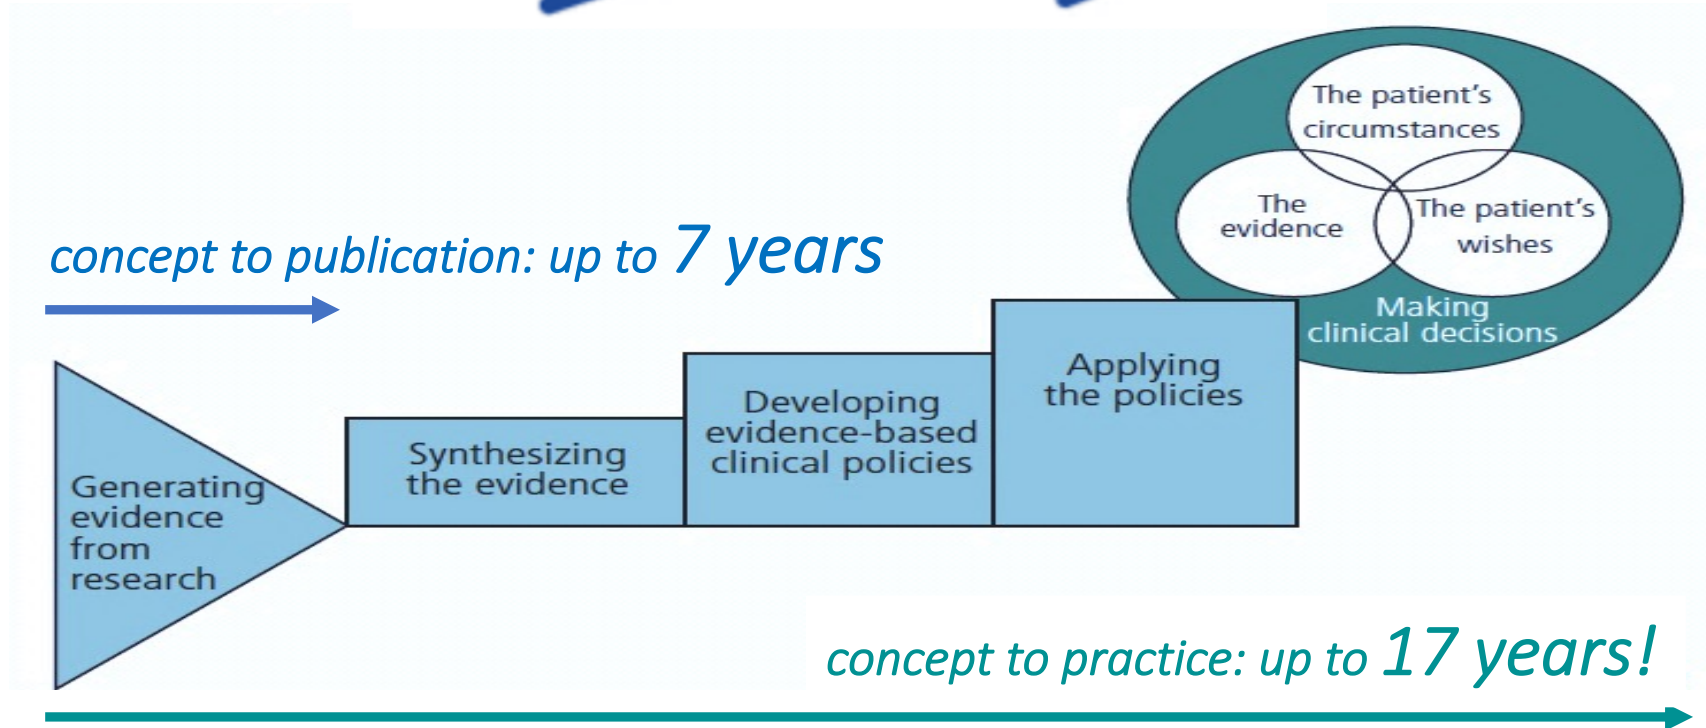 The patient's
circumstances
The
evidence
The patient's
wishes
Making
clinical decisions
concept to publication: up to 7 years
Applying
the policies
Developing
evidence-based
clinical policies
Synthesizing
the evidence
Generating
evidence
from
research
concept to practice: up to 17 years!